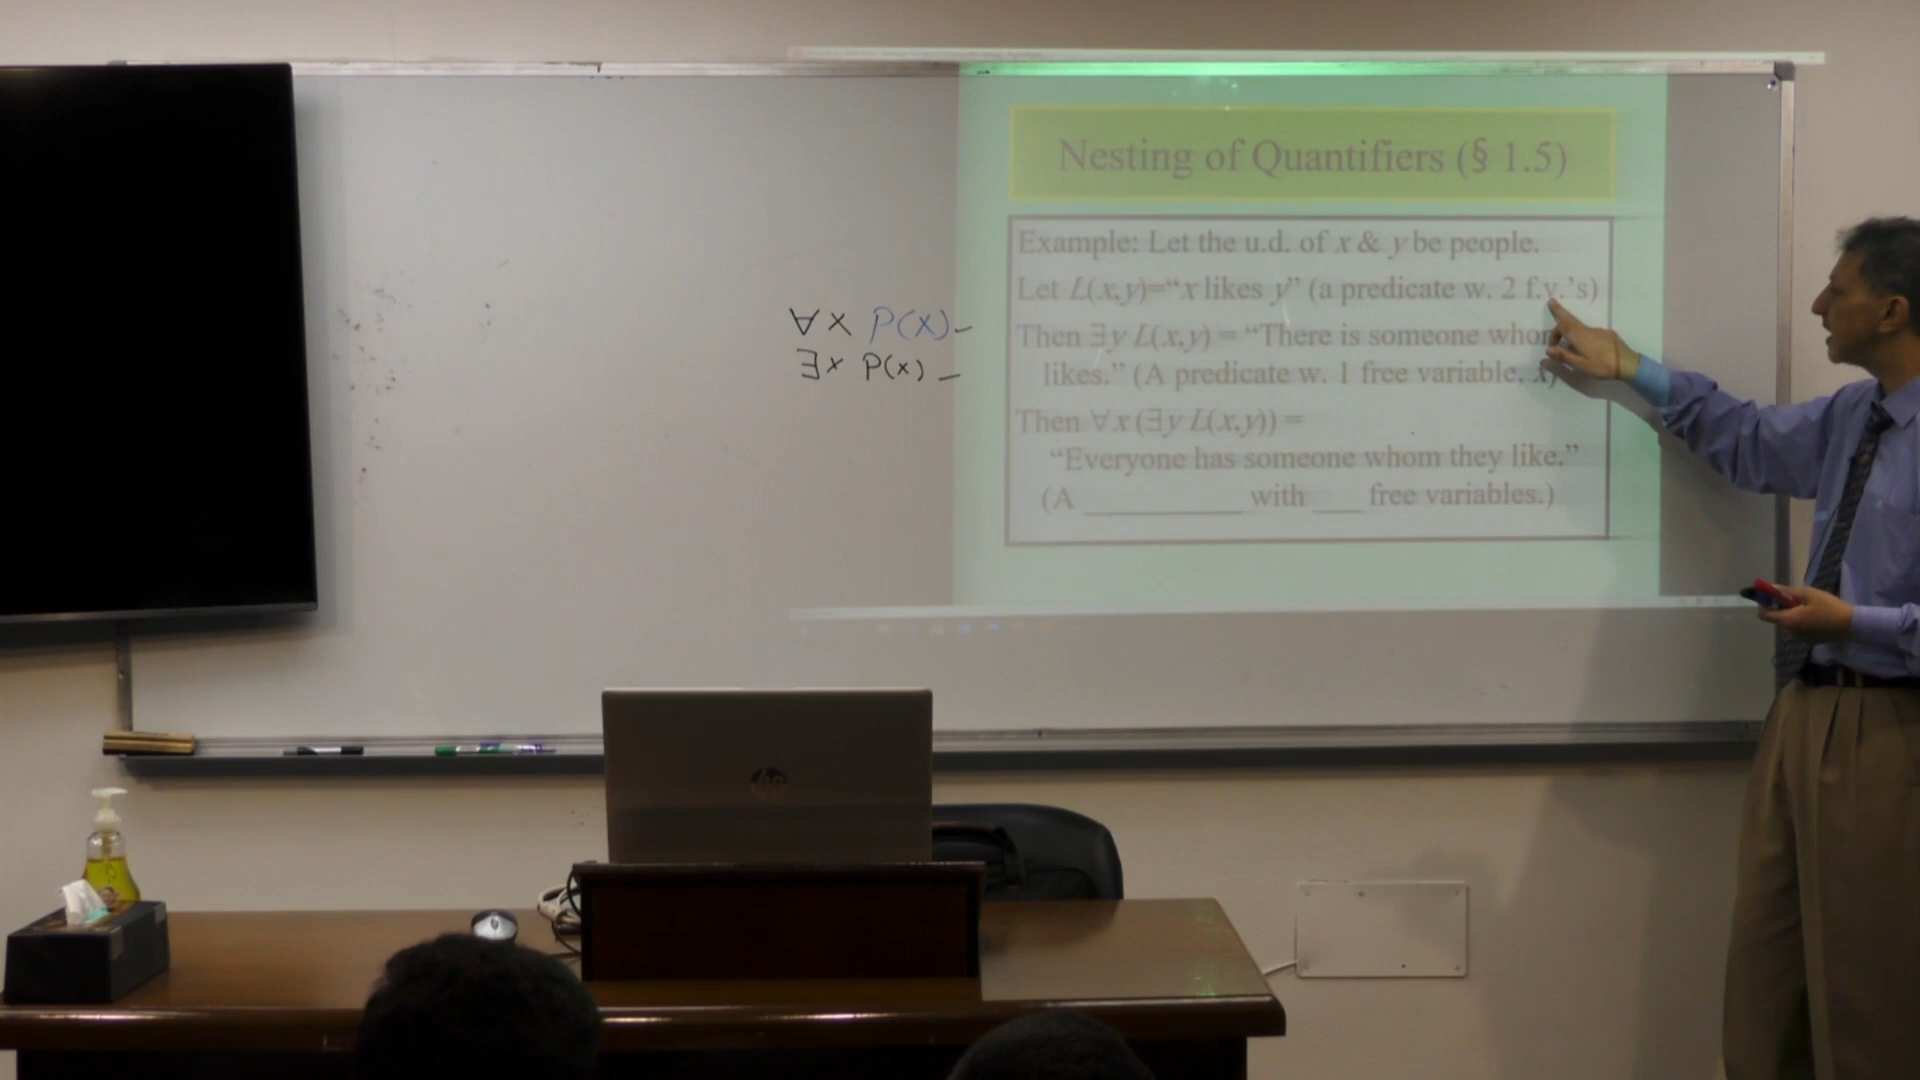 ∀x P(x) –
∃x P(x) –
Nesting of Quantifiers (§ 1.5)
Example: Let the u.d. of x & y be people.
Let L(x,y)=“x likes y” (a predicate w. 2 f.v.’s)
Then ∃y L(x,y) = “There is someone whom
likes.” (A predicate w. 1 free variable, x)
Then ∀x (∃y L(x,y)) =
“Everyone has someone whom they like.”
(A __________ with ___ free variables.)
hp